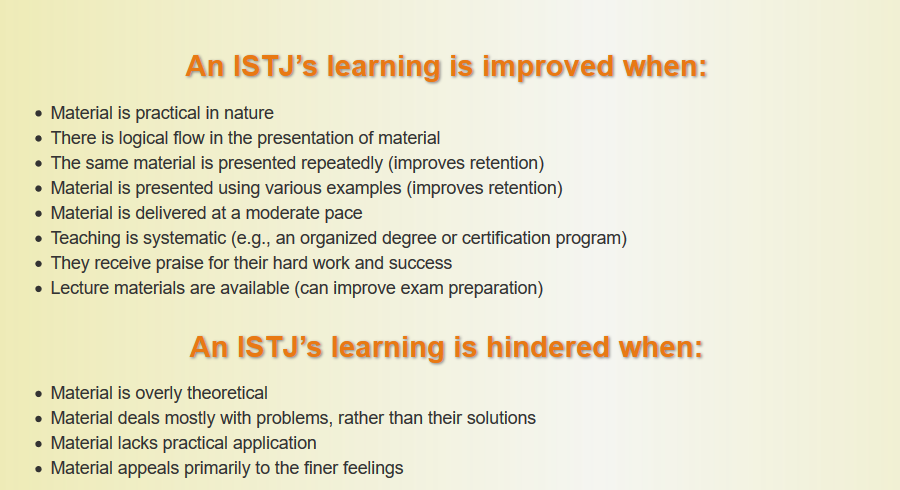 An ISTJ’s learning is improved when:
• Material is practical in nature
• There is logical flow in the presentation of material
• The same material is presented repeatedly (improves retention)
• Material is presented using various examples (improves retention)
• Material is delivered at a moderate pace
• Teaching is systematic (e.g., an organized degree or certification program)
• They receive praise for their hard work and success
• Lecture materials are available (can improve exam preparation)
An ISTJ’s learning is hindered when:
• Material is overly theoretical
• Material deals mostly with problems, rather than their solutions
• Material lacks practical application
• Material appeals primarily to the finer feelings